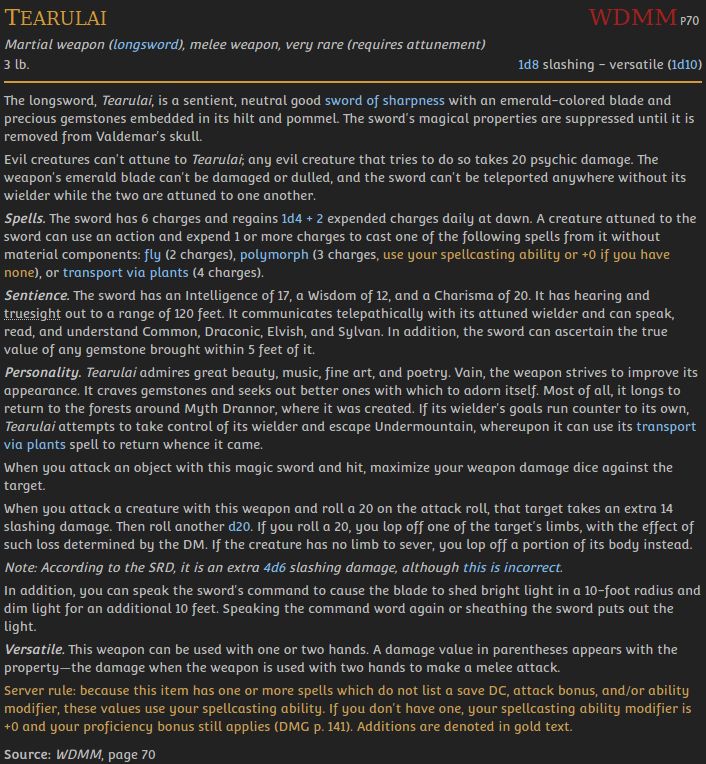 TEARULAI
WDMM P70
Martial weapon (longsword), melee weapon, very rare (requires attunement)
3 lb.
1d8 slashing - versatile (1d10)
The longsword, Tearulai, is a sentient, neutral good sword of sharpness with an emerald-colored blade and
precious gemstones embedded in its hilt and pommel. The sword's magical properties are suppressed until it is
removed from Valdemar's skull.
Evil creatures can't attune to Tearulai; any evil creature that tries to do so takes 20 psychic damage. The
weapon's emerald blade can't be damaged or dulled, and the sword can't be teleported anywhere without its
wielder while the two are attuned to one another.
Spells. The sword has 6 charges and regains 1d4 + 2 expended charges daily at dawn. A creature attuned to the
sword can use an action and expend 1 or more charges to cast one of the following spells from it without
material components: fly (2 charges), polymorph (3 charges, use your spellcasting ability or +0 if you have
none), or transport via plants (4 charges).
Sentience. The sword has an Intelligence of 17, a Wisdom of 12, and a Charisma of 20. It has hearing and
truesight out to a range of 120 feet. It communicates telepathically with its attuned wielder and can speak,
read, and understand Common, Draconic, Elvish, and Sylvan. In addition, the sword can ascertain the true
value of any gemstone brought within 5 feet of it.
Personality. Tearulai admires great beauty, music, fine art, and poetry. Vain, the weapon strives to improve its
appearance. It craves gemstones and seeks out better ones with which to adorn itself. Most of all, it longs to
return to the forests around Myth Drannor, where it was created. If its wielder's goals run counter to its own,
Tearulai attempts to take control of its wielder and escape Undermountain, whereupon it can use its transport
via plants spell to return whence it came.
When you attack an object with this magic sword and hit, maximize your weapon damage dice against the
target.
When you attack a creature with this weapon and roll a 20 on the attack roll, that target takes an extra 14
slashing damage. Then roll another d20. If you roll a 20, you lop off one of the target's limbs, with the effect of
such loss determined by the DM. If the creature has no limb to sever, you lop off a portion of its body instead.
Note: According to the SRD, it is an extra 4d6 slashing damage, although this is incorrect.
In addition, you can speak the sword's command to cause the blade to shed bright light in a 10-foot radius and
dim light for an additional 10 feet. Speaking the command word again or sheathing the sword puts out the
light.
Versatile. This weapon can be used with one or two hands. A damage value in parentheses appears with the
property—the damage when the weapon is used with two hands to make a melee attack.
Server rule: because this item has one or more spells which do not list a save DC, attack bonus, and/or ability
modifier, these values use your spellcasting ability. If you don't have one, your spellcasting ability modifier is
+0 and your proficiency bonus still applies (DMG p. 141). Additions are denoted in gold text.
Source: WDMM, page 70